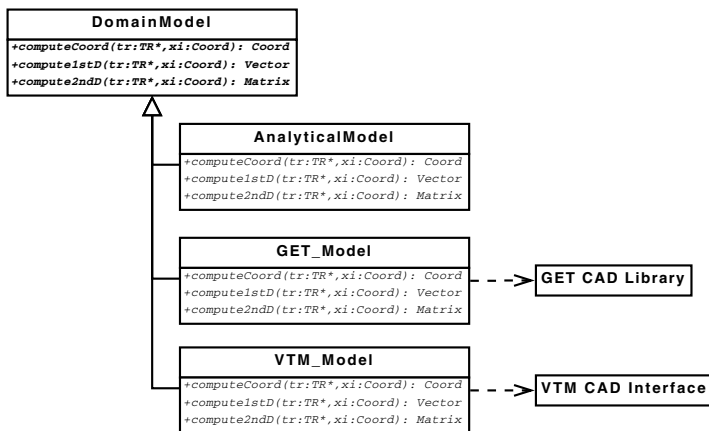 DomainModel
+computeCoord(tr:TR*,xi:Coord): Coord
+compute1stD(tr:TR*,xi:Coord): Vector
+compute2ndD(tr:TR*,xi:Coord): Matrix
AnalyticalModel
+computeCoord(tr:TR*,xi:Coord): Coord
+compute1stD(tr:TR*,xi:Coord): Vector
+compute2ndD(tr:TR*,xi:Coord): Matrix
GET_Model
+computeCoord(tr:TR*,xi:Coord): Coord
+compute1stD(tr:TR*,xi:Coord): Vector
+compute2ndD(tr:TR*,xi:Coord): Matrix
GET CAD Library
VTM_Model
+computeCoord(tr:TR*,xi:Coord): Coord
+compute1stD(tr:TR*,xi:Coord): Vector
+compute2ndD(tr:TR*,xi:Coord): Matrix
VTM CAD Interface